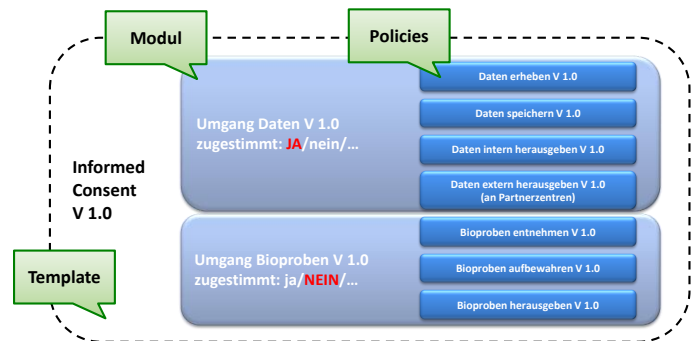 Modul
Policies
Daten erheben V 1.0
Daten speichern V 1.0
Umgang Daten V 1.0
zugestimmt: JA/nein/...
Daten intern herausgeben V 1.0
Daten extern herausgeben V 1.0
(an Partnerzentren)
Informed
Consent
V 1.0
Bioproben entnehmen V 1.0
Umgang Bioproben V 1.0
zugestimmt: ja/NEIN/...
Bioproben aufbewahren V 1.0
Bioproben herausgeben V 1.0
Template